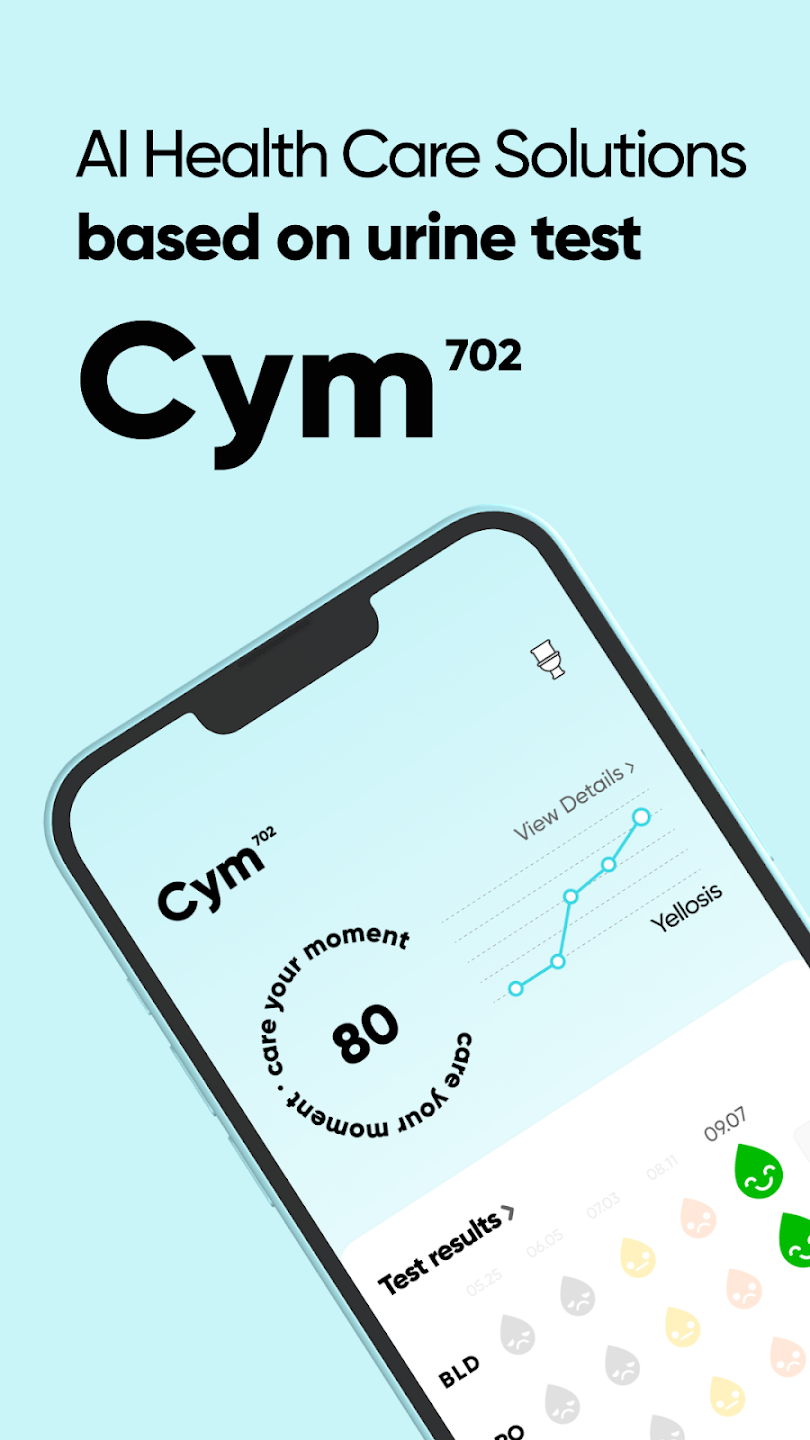 AI Health Care Solutions
based on urine test
Cym 702
View Details ›
Cym 702
Yellosis
care your moment · care your moment
80
Test results ›
05.25 06.05 07.03 08.11 09.07
BLD